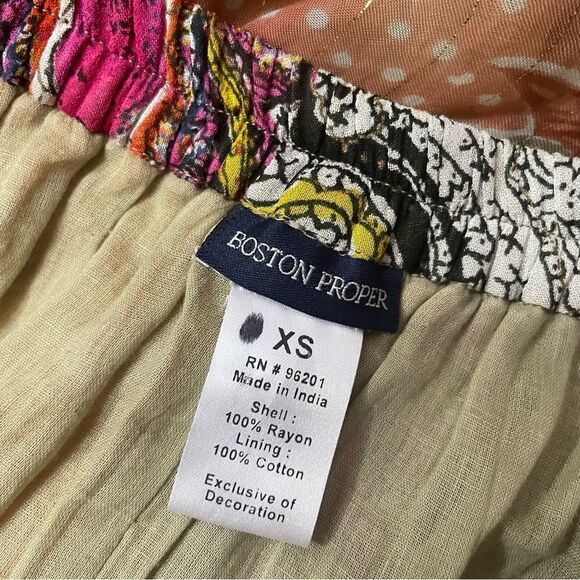 BOSTON PROPER
XS
RN # 96201
Made in India
Shell :
100% Rayon
Lining :
100% Cotton
Exclusive of
Decoration